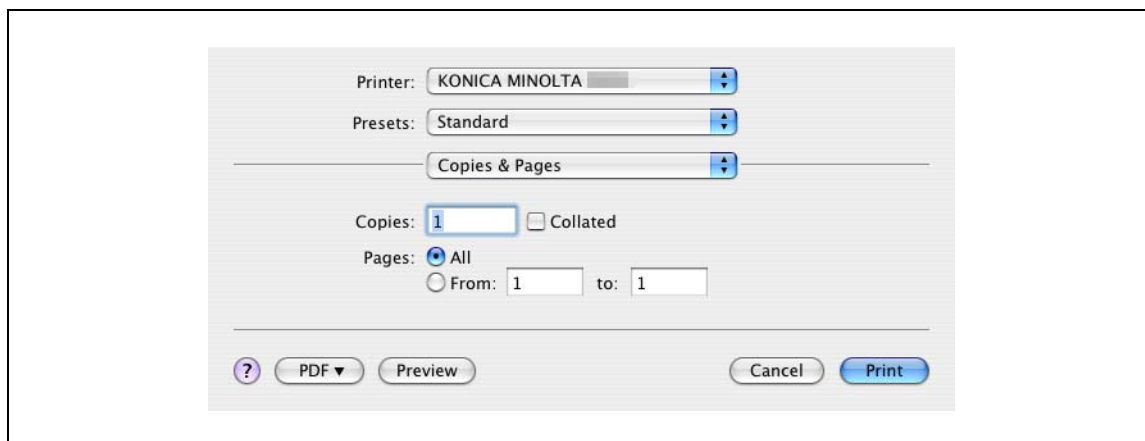 Printer: KONICA MINOLTA
Presets: Standard
Copies & Pages
Copies: 1 Collated
Pages: All
From: 1 to: 1
? PDF Preview Cancel Print